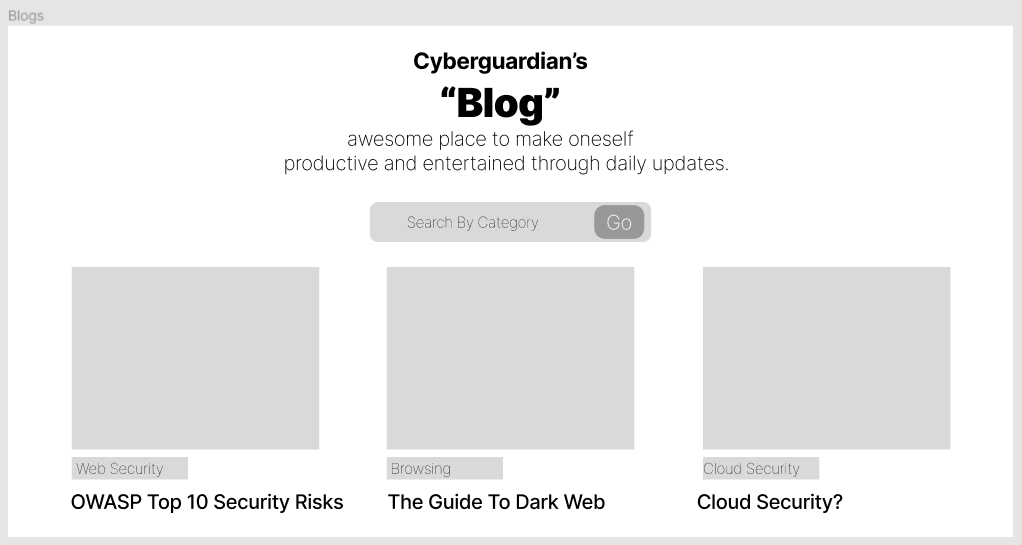 Blogs
Cyberguardian’s
“Blog”
awesome place to make oneself
productive and entertained through daily updates.
Search By Category
Go
Web Security
Browsing
Cloud Security
OWASP Top 10 Security Risks
The Guide To Dark Web
Cloud Security?